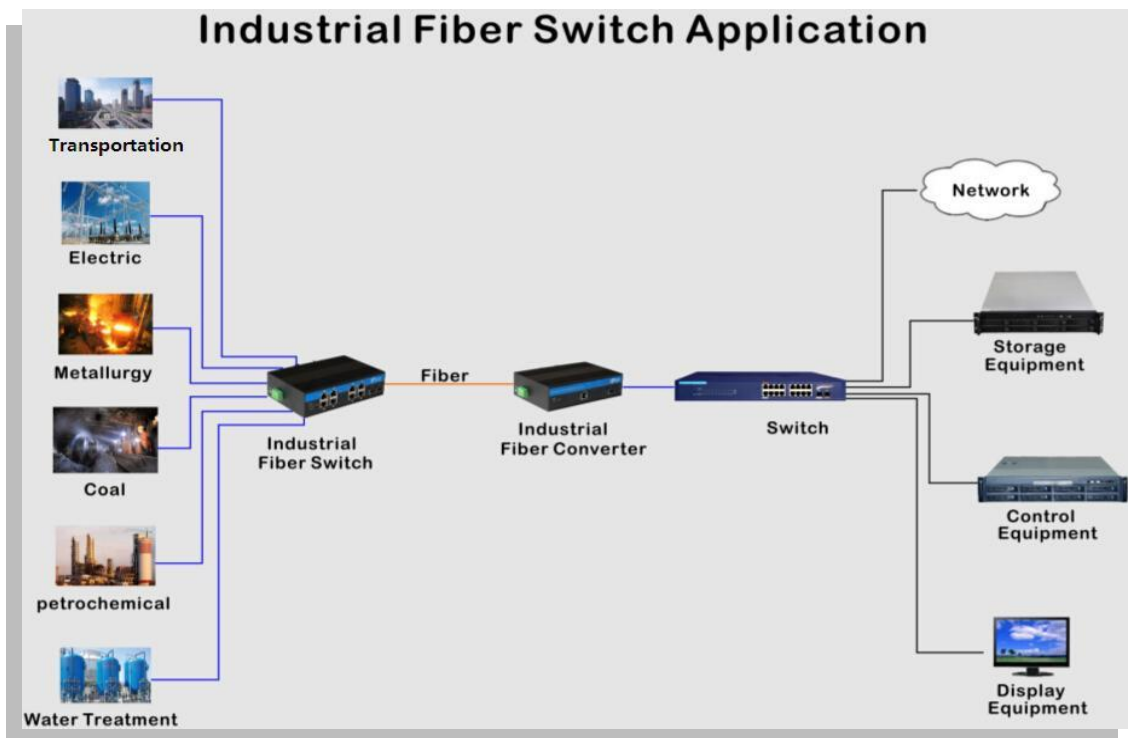 Industrial Fiber Switch Application
Transportation
Electric
Metallurgy
Coal
petrochemical
Water Treatment
Industrial
Fiber Switch
Fiber
Industrial
Fiber Converter
Switch
Network
Storage
Equipment
Control
Equipment
Display
Equipment